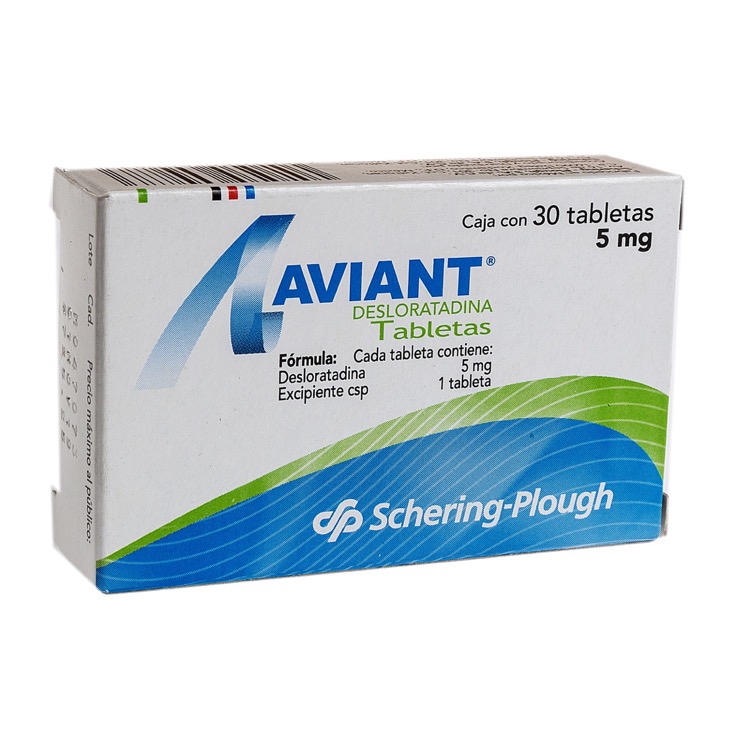 Caja con 30 tabletas
5 mg
AVIANT®
DESLORATADINA
Tabletas
Fórmula: Cada tableta contiene:
Desloratadina 5 mg
Excipiente csp 1 tableta
Schering-Plough
Lote Cad. Precio máximo al público: